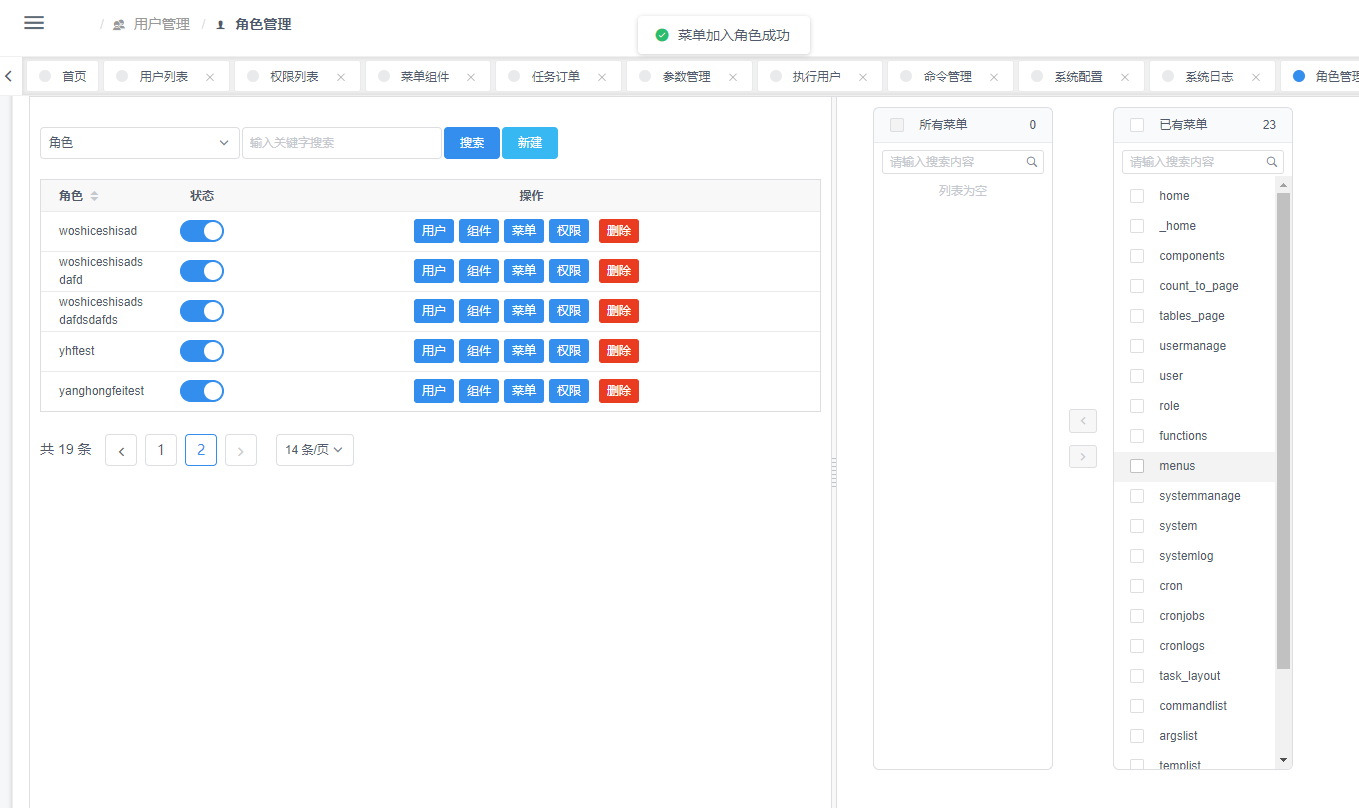 / 用户管理 / 角色管理
菜单加入角色成功
首页 用户列表 权限列表 菜单组件 任务订单 参数管理 执行用户 命令管理 系统配置 系统日志 角色管理
角色 输入关键字搜索 搜索 新建
角色 状态 操作
woshiceshisad 用户 组件 菜单 权限 删除
woshiceshisads
dafd
用户 组件 菜单 权限 删除
woshiceshisads
dafdsdafds
用户 组件 菜单 权限 删除
yhftest 用户 组件 菜单 权限 删除
yanghongfeitest 用户 组件 菜单 权限 删除
共 19 条 1 2 14 条/页
所有菜单 0
请输入搜索内容
列表为空
已有菜单 23
请输入搜索内容
home
_home
components
count_to_page
tables_page
usermanage
user
role
functions
menus
systemmanage
system
systemlog
cron
cronjobs
cronlogs
task_layout
commandlist
argslist
templist